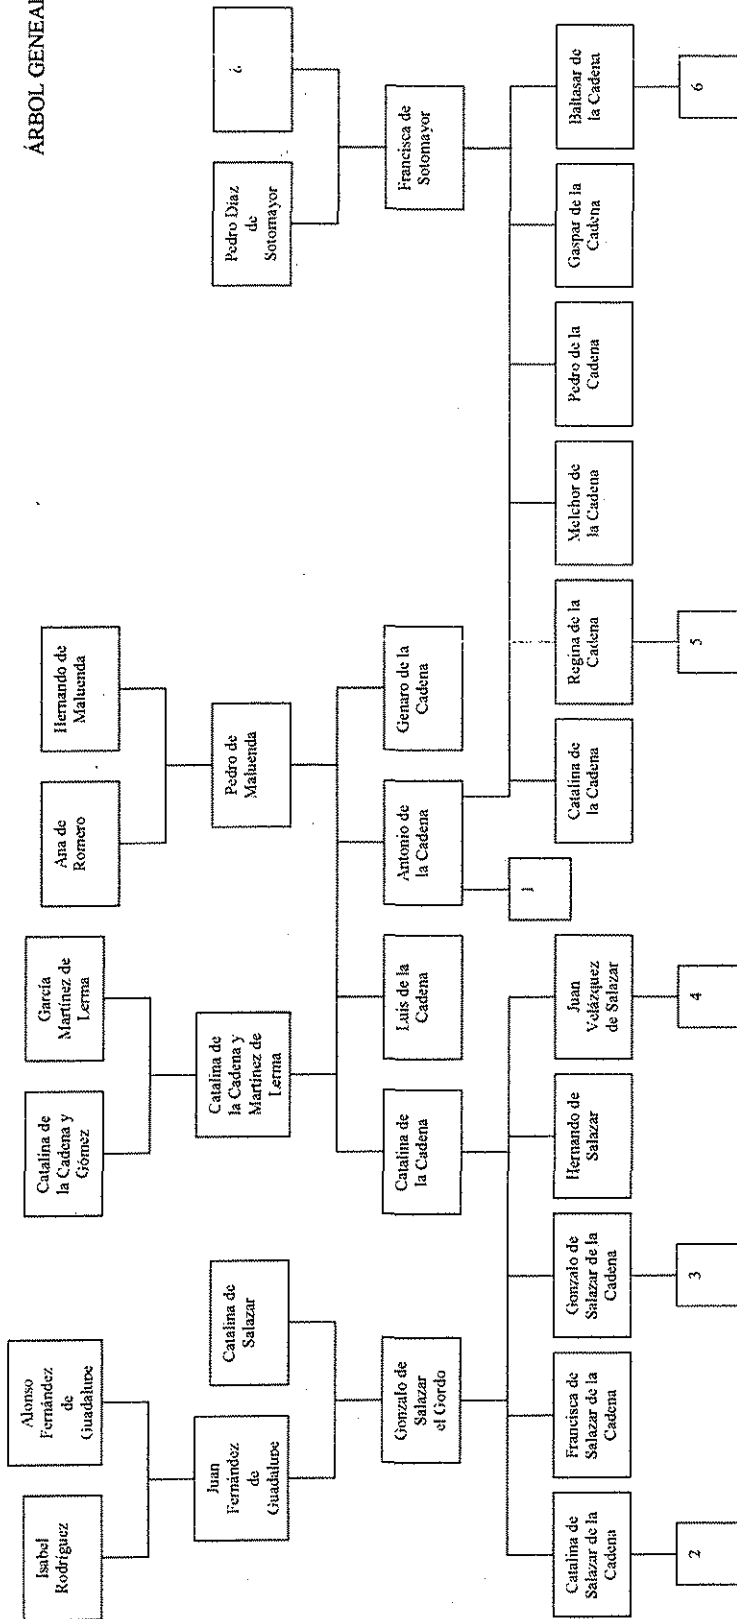 ÁRBOL GENEAL
Isabel
Rodríguez
Alonso
Fernández
de
Guadalupe
Catalina de
la Cadena y
Gómez
García
Martínez de
Lerma
Ana de
Romero
Hernando de
Maluenda
Juan
Fernández
de
Guadalupe
Catalina de
Salazar
Catalina de
la Cadena y
Martínez de
Lerma
Pedro de
Maluenda
Pedro Díaz
de
Sotomayor
¿
Gonzalo de
Salazar
el Gordo
Catalina de
la Cadena
Luis de la
Cadena
Antonio de
la Cadena
Genaro de la
Cadena
Francisca de
Sotomayor
1
Catalina de
Salazar de la
Cadena
Francisca de
Salazar de la
Cadena
Gonzalo de
Salazar de la
Cadena
Hernando de
Salazar
Juan
Velázquez
de Salazar
Catalina de
la Cadena
Regina de la
Cadena
Melchor de
la Cadena
Pedro de la
Cadena
Gaspar de la
Cadena
Baltasar de
la Cadena
2
3
4
5
6